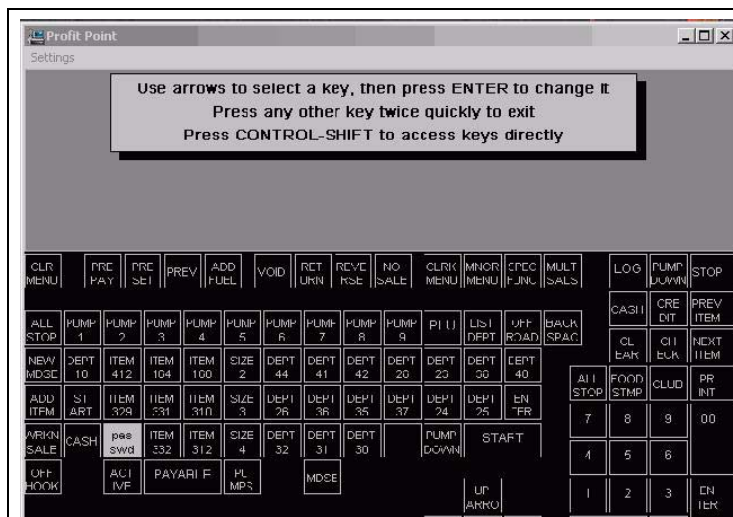 Profit Point
Settings
Use arrows to select a key, then press ENTER to change it
Press any other key twice quickly to exit
Press CONTROL-SHIFT to access keys directly
CLR MENU PRE PAY PRE SET PREV ADD FUEL VOID RET URN REVE RSE NO SALE CLRK MENU MNGR MENU SPEC FUNC MULT SALS LOG PUMP DOWN STOP
CASH CRE DIT PREV ITEM
ALL STOP PUMP 1 PUMP 2 PUMP 3 PUMP 4 PUMP 5 PUMP 6 PUMP 7 PUMP 8 PUMP 9 PLU LIST DEPT OFF ROAD BACK SPAC
CL EAR CH ECK NEXT ITEM
NEW MDSE DEPT 10 ITEM 412 ITEM 104 ITEM 100 SIZE 2 DEPT 44 DEPT 41 DEPT 42 DEPT DEPT DEPT DEPT 40
ALL STOP FOOD STMP CLUB PR INT
ADD ITEM ST ART ITEM 329 ITEM 331 ITEM 310 SIZE 3 DEPT 26 DEPT 36 DEPT 35 DEPT 37 DEPT 24 DEPT 25 EN TER
7 8 9 00
WRKN SALE CASH pas swd ITEM 332 ITEM 312 SIZE 4 DEPT 32 DEPT 31 DEPT 30 PUMP DOWN START
4 5 6
OFF HOOK ACT IVE PAYABLE PU MPS MDSE
UP ARRO
1 2 3 EN TER